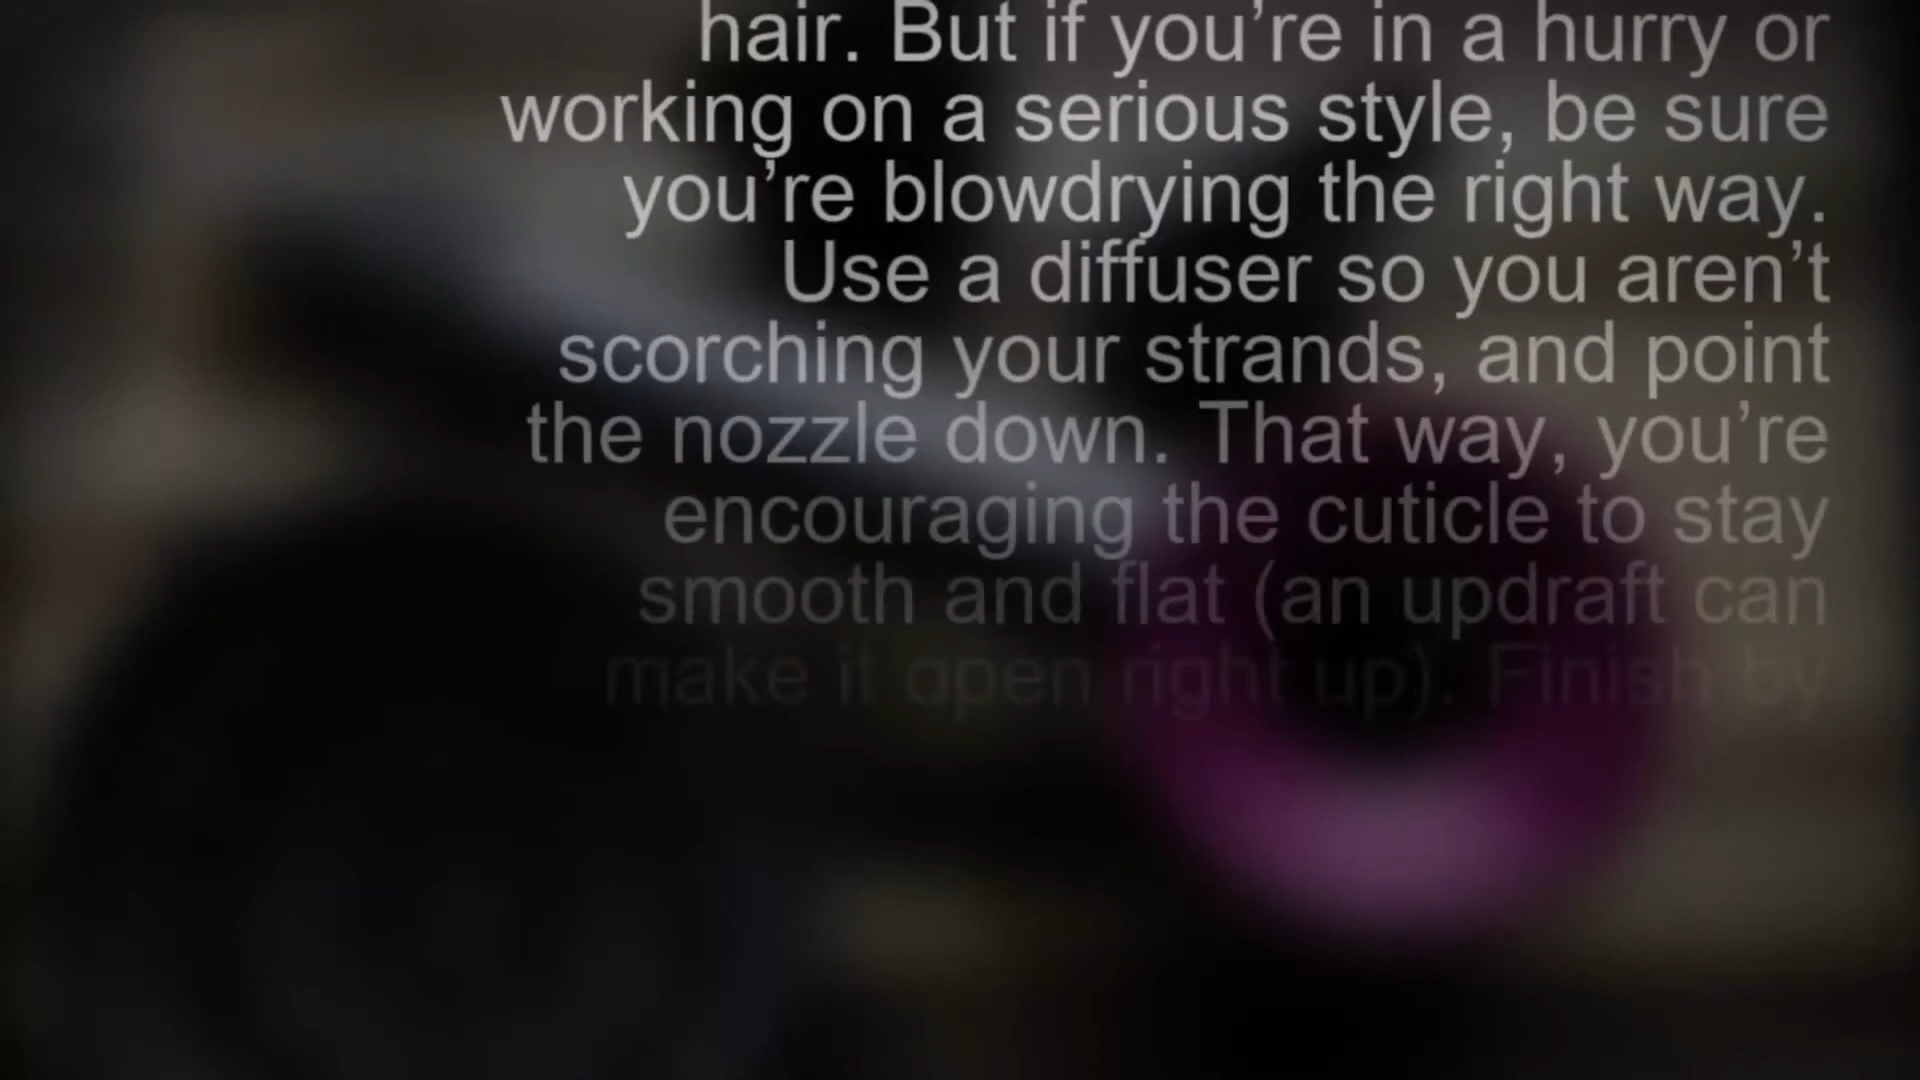 hair. But if you’re in a hurry or
working on a serious style, be sure
you’re blowdrying the right way.
Use a diffuser so you aren’t
scorching your strands, and point
the nozzle down. That way, you’re
encouraging the cuticle to stay
smooth and flat (an updraft can
make it open right up). Finish by